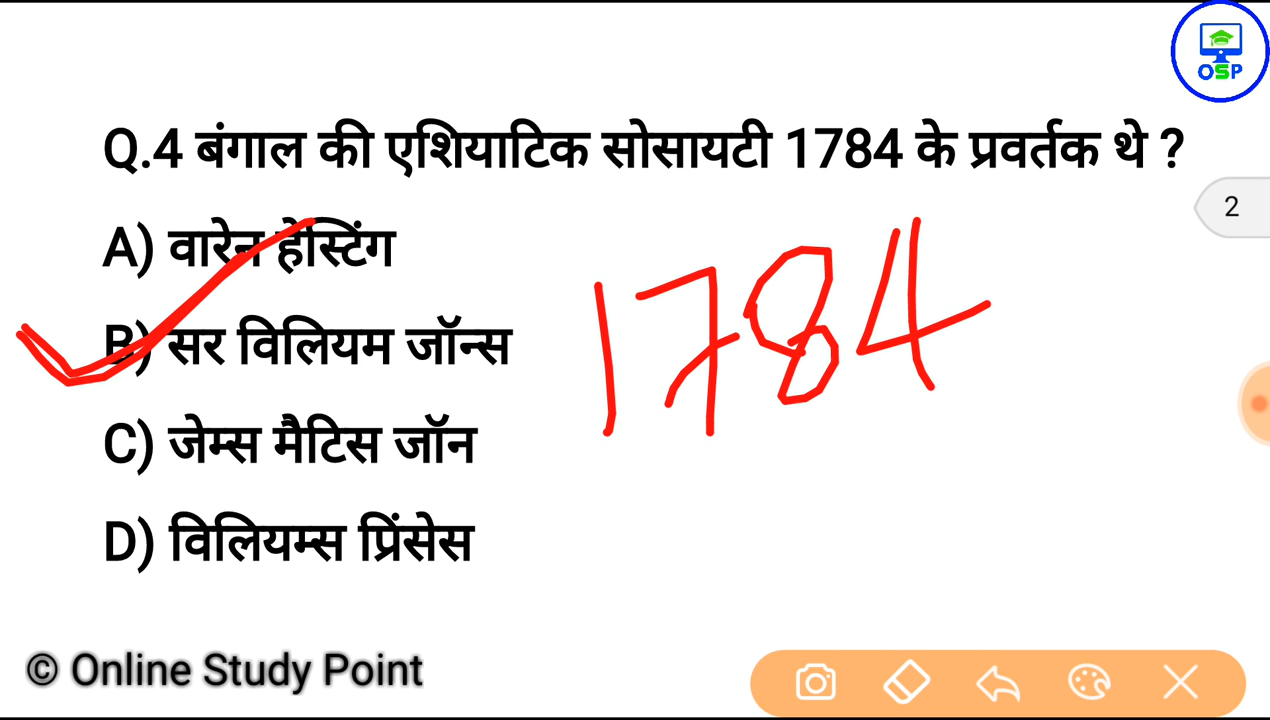 OSP
Q.4 बंगाल की एशियाटिक सोसायटी 1784 के प्रवर्तक थे ?
2
A) वारेन हेस्टिंग
1784
B) सर विलियम जॉन्स
C) जेम्स मैटिस जॉन
D) विलियम्स प्रिंसेस
© Online Study Point